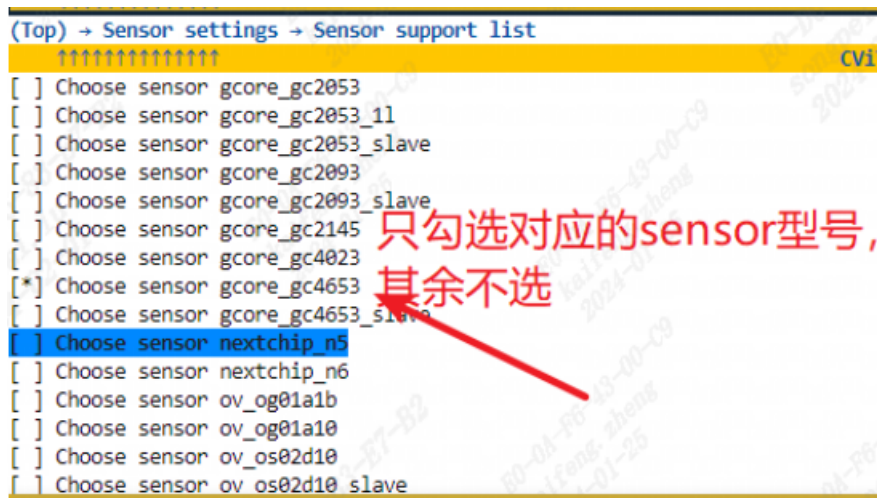 (Top) → Sensor settings → Sensor support list
↑↑↑↑↑↑↑↑↑↑↑↑↑↑ CVi
[ ] Choose sensor gcore_gc2053
[ ] Choose sensor gcore_gc2053_1l
[ ] Choose sensor gcore_gc2053_slave
[ ] Choose sensor gcore_gc2093
[ ] Choose sensor gcore_gc2093_slave
[ ] Choose sensor gcore_gc2145
[ ] Choose sensor gcore_gc4023
[*] Choose sensor gcore_gc4653
[ ] Choose sensor gcore_gc4653_slave
[ ] Choose sensor nextchip_n5
[ ] Choose sensor nextchip_n6
[ ] Choose sensor ov_og01a1b
[ ] Choose sensor ov_og01a10
[ ] Choose sensor ov_os02d10
[ ] Choose sensor ov_os02d10_slave
只勾选对应的sensor型号,
其余不选